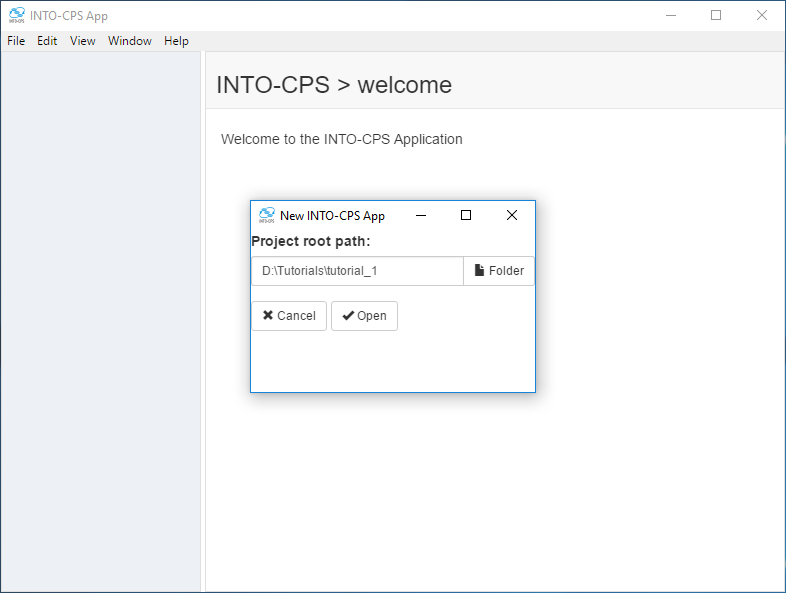 INTO-CPS App
File Edit View Window Help
INTO-CPS > welcome
Welcome to the INTO-CPS Application
New INTO-CPS App
Project root path:
D:\Tutorials\tutorial_1 Folder
Cancel Open